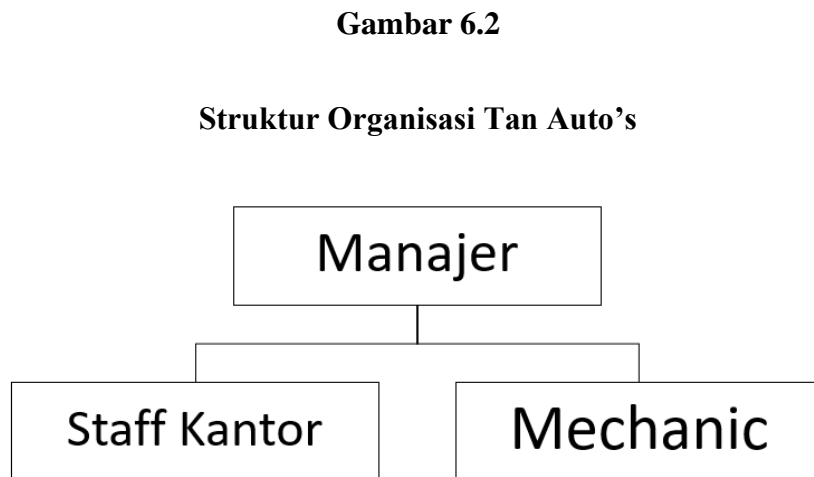 Gambar 6.2
Struktur Organisasi Tan Auto’s
Manajer
Staff Kantor
Mechanic